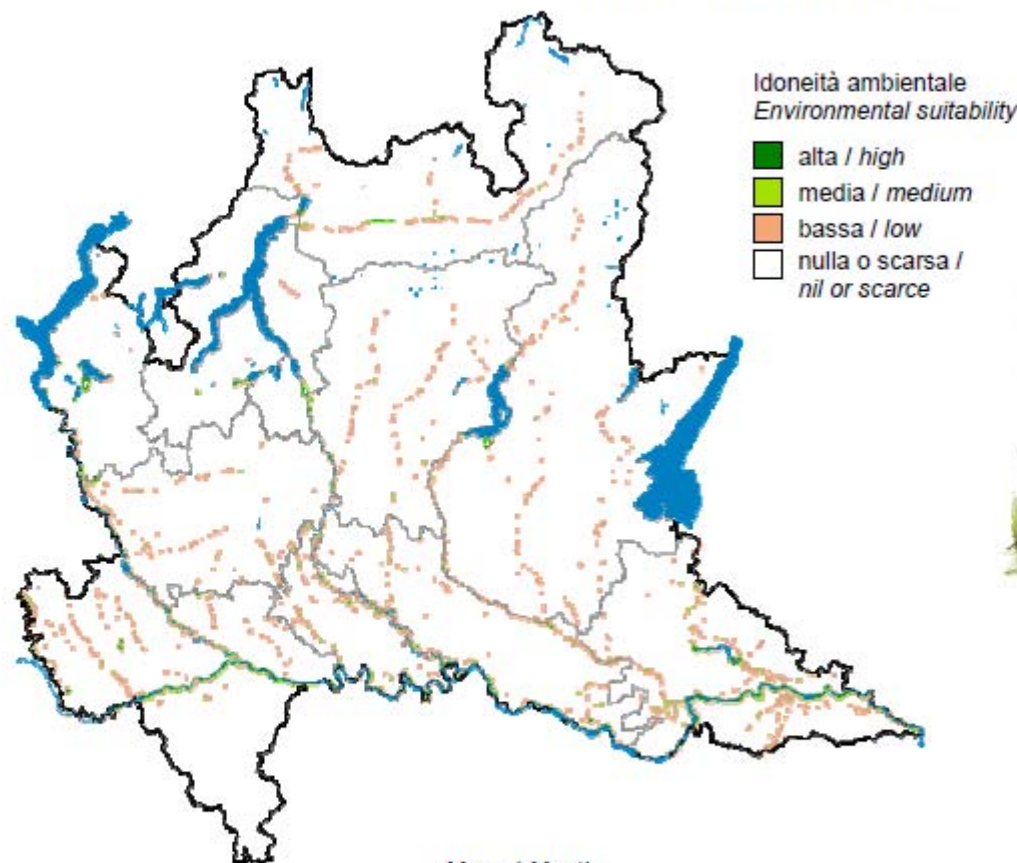 Idoneità ambientale
Environmental suitability
alta / high
media / medium
bassa / low
nulla o scarsa /
nil or scarce